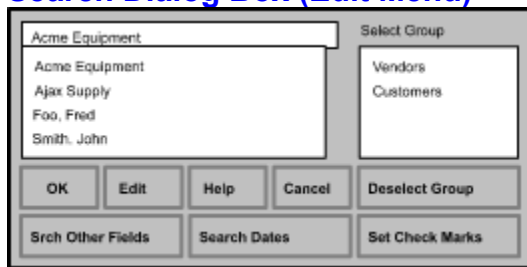 Search Dialog Box (Edit Menu)
Acme Equipment
Select Group
Acme Equipment
Ajax Supply
Foo, Fred
Smith, John
Vendors
Customers
OK
Edit
Help
Cancel
Deselect Group
Srch Other Fields
Search Dates
Set Check Marks